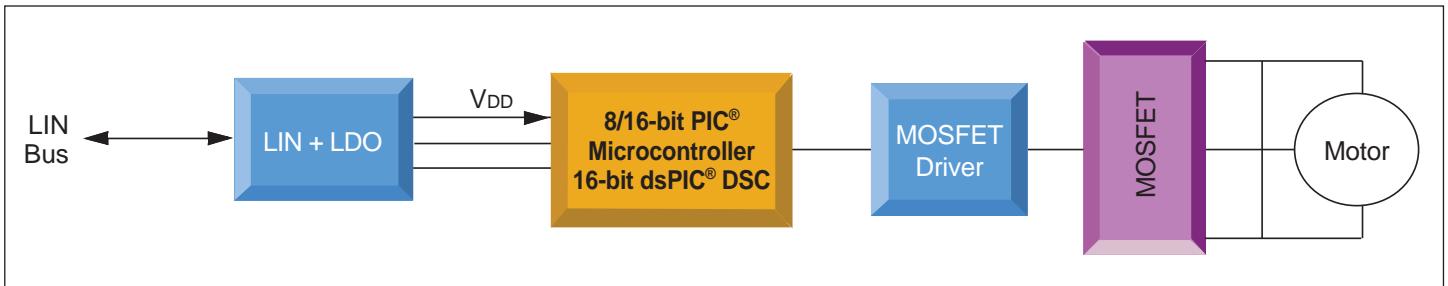 LIN
Bus
LIN + LDO
VDD
8/16-bit PIC®
Microcontroller
16-bit dsPIC® DSC
MOSFET
Driver
MOSFET
Motor